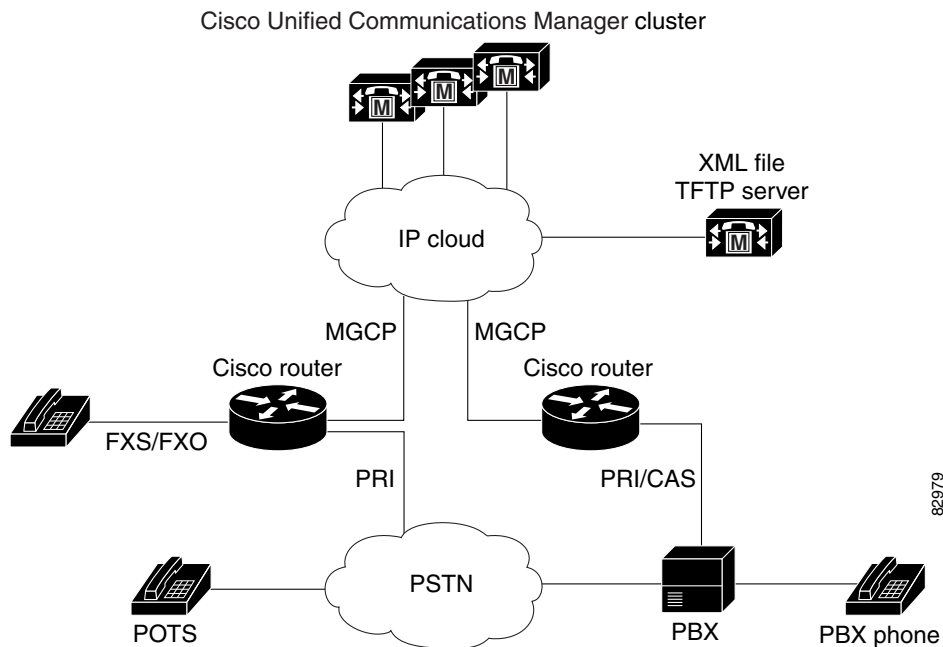 Cisco Unified Communications Manager cluster
M
M
M
XML file
TFTP server
M
IP cloud
MGCP
MGCP
Cisco router
Cisco router
FXS/FXO
PRI
PRI/CAS
82979
PSTN
POTS
PBX
PBX phone